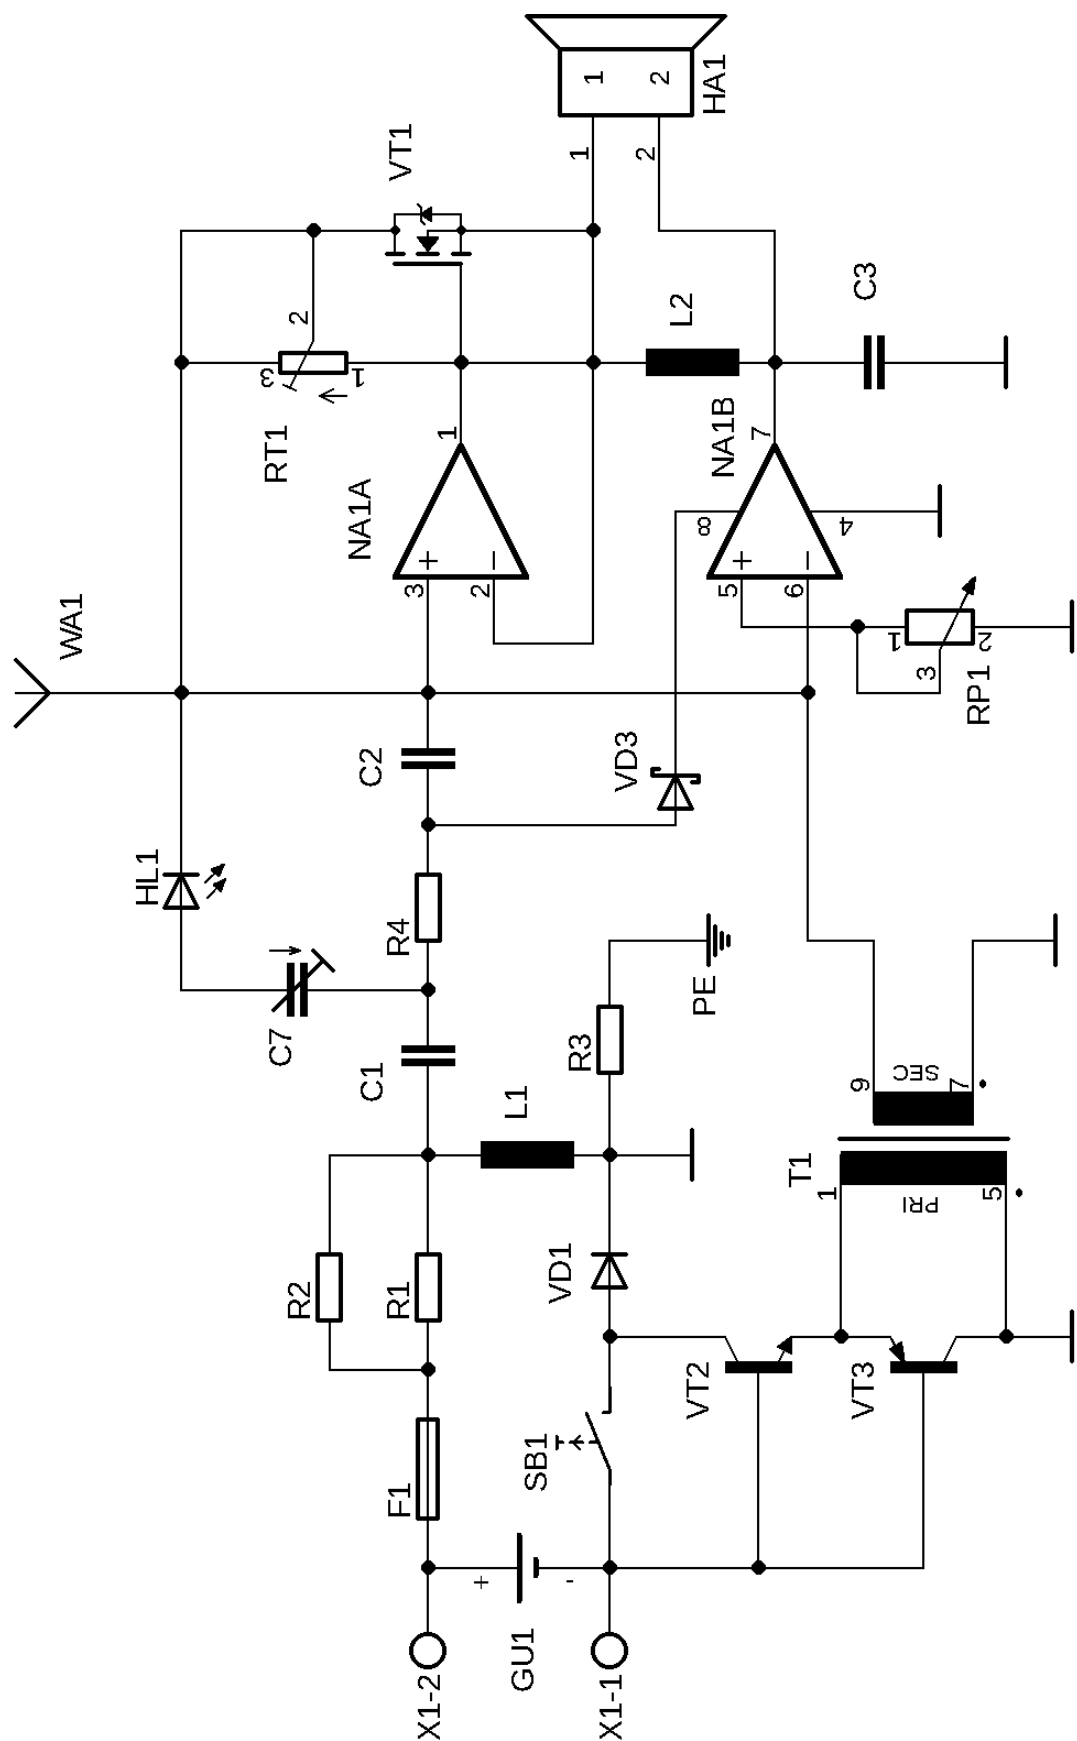 X1-2
X1-1
GU1
+
-
F1
SB1
R2
R1
VD1
VT2
VT3
L1
T1
1
PRI
5
9
SEC
7
C1
C7
R3
PE
R4
HL1
C2
VD3
WA1
NA1A
3
+
2
-
1
NA1B
5
+
6
-
7
8
4
RP1
1
2
3
RT1
3
2
1
VT1
L2
C3
1
2
1
2
HA1